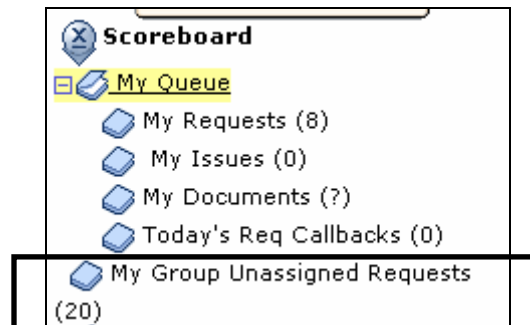 Scoreboard
My Queue
My Requests (8)
My Issues (0)
My Documents (?)
Today's Req Callbacks (0)
My Group Unassigned Requests
(20)